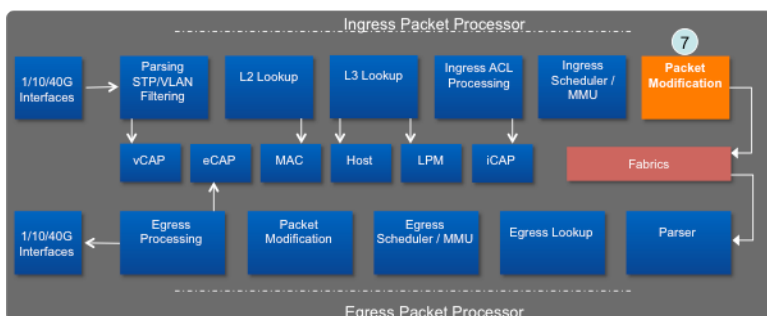 Ingress Packet Processor
7
1/10/40G
Interfaces
Parsing
STP/VLAN
Filtering
L2 Lookup
L3 Lookup
Ingress ACL
Processing
Ingress
Scheduler /
MMU
Packet
Modification
vCAP
eCAP
MAC
Host
LPM
iCAP
Fabrics
1/10/40G
Interfaces
Egress
Processing
Packet
Modification
Egress
Scheduler / MMU
Egress Lookup
Parser
Egress Packet Processor